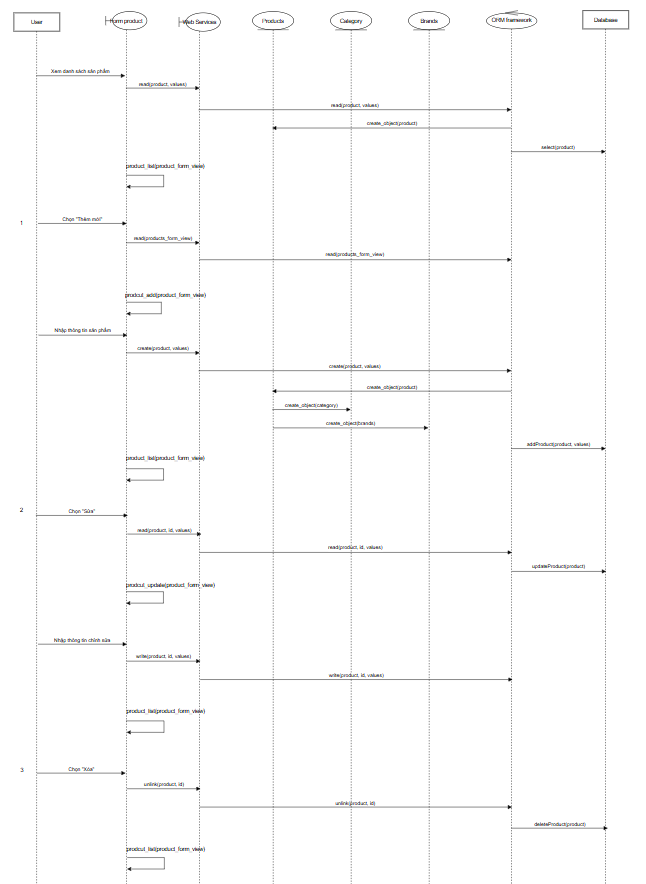 User
Form product
Web Services
Products
Category
Brands
ORM framework
Database
Xem danh sách sản phẩm
read(product, values)
read(product, values)
create_object(product)
select(product)
product_list(product_form_view)
1
Chọn "Thêm mới"
read(products_form_view)
read(products_form_view)
prodcut_add(product_form_view)
Nhập thông tin sản phẩm
create(product, values)
create(product, values)
create_object(product)
create_object(category)
create_object(brands)
addProduct(product, values)
product_list(product_form_view)
2
Chọn "Sửa"
read(product, id, values)
read(product, id, values)
updateProduct(product)
prodcut_update(product_form_view)
Nhập thông tin chỉnh sửa
write(product, id, values)
write(product, id, values)
product_list(product_form_view)
3
Chọn "Xóa"
unlink(product, id)
unlink(product, id)
deleteProduct(product)
prodcut_list(product_form_view)